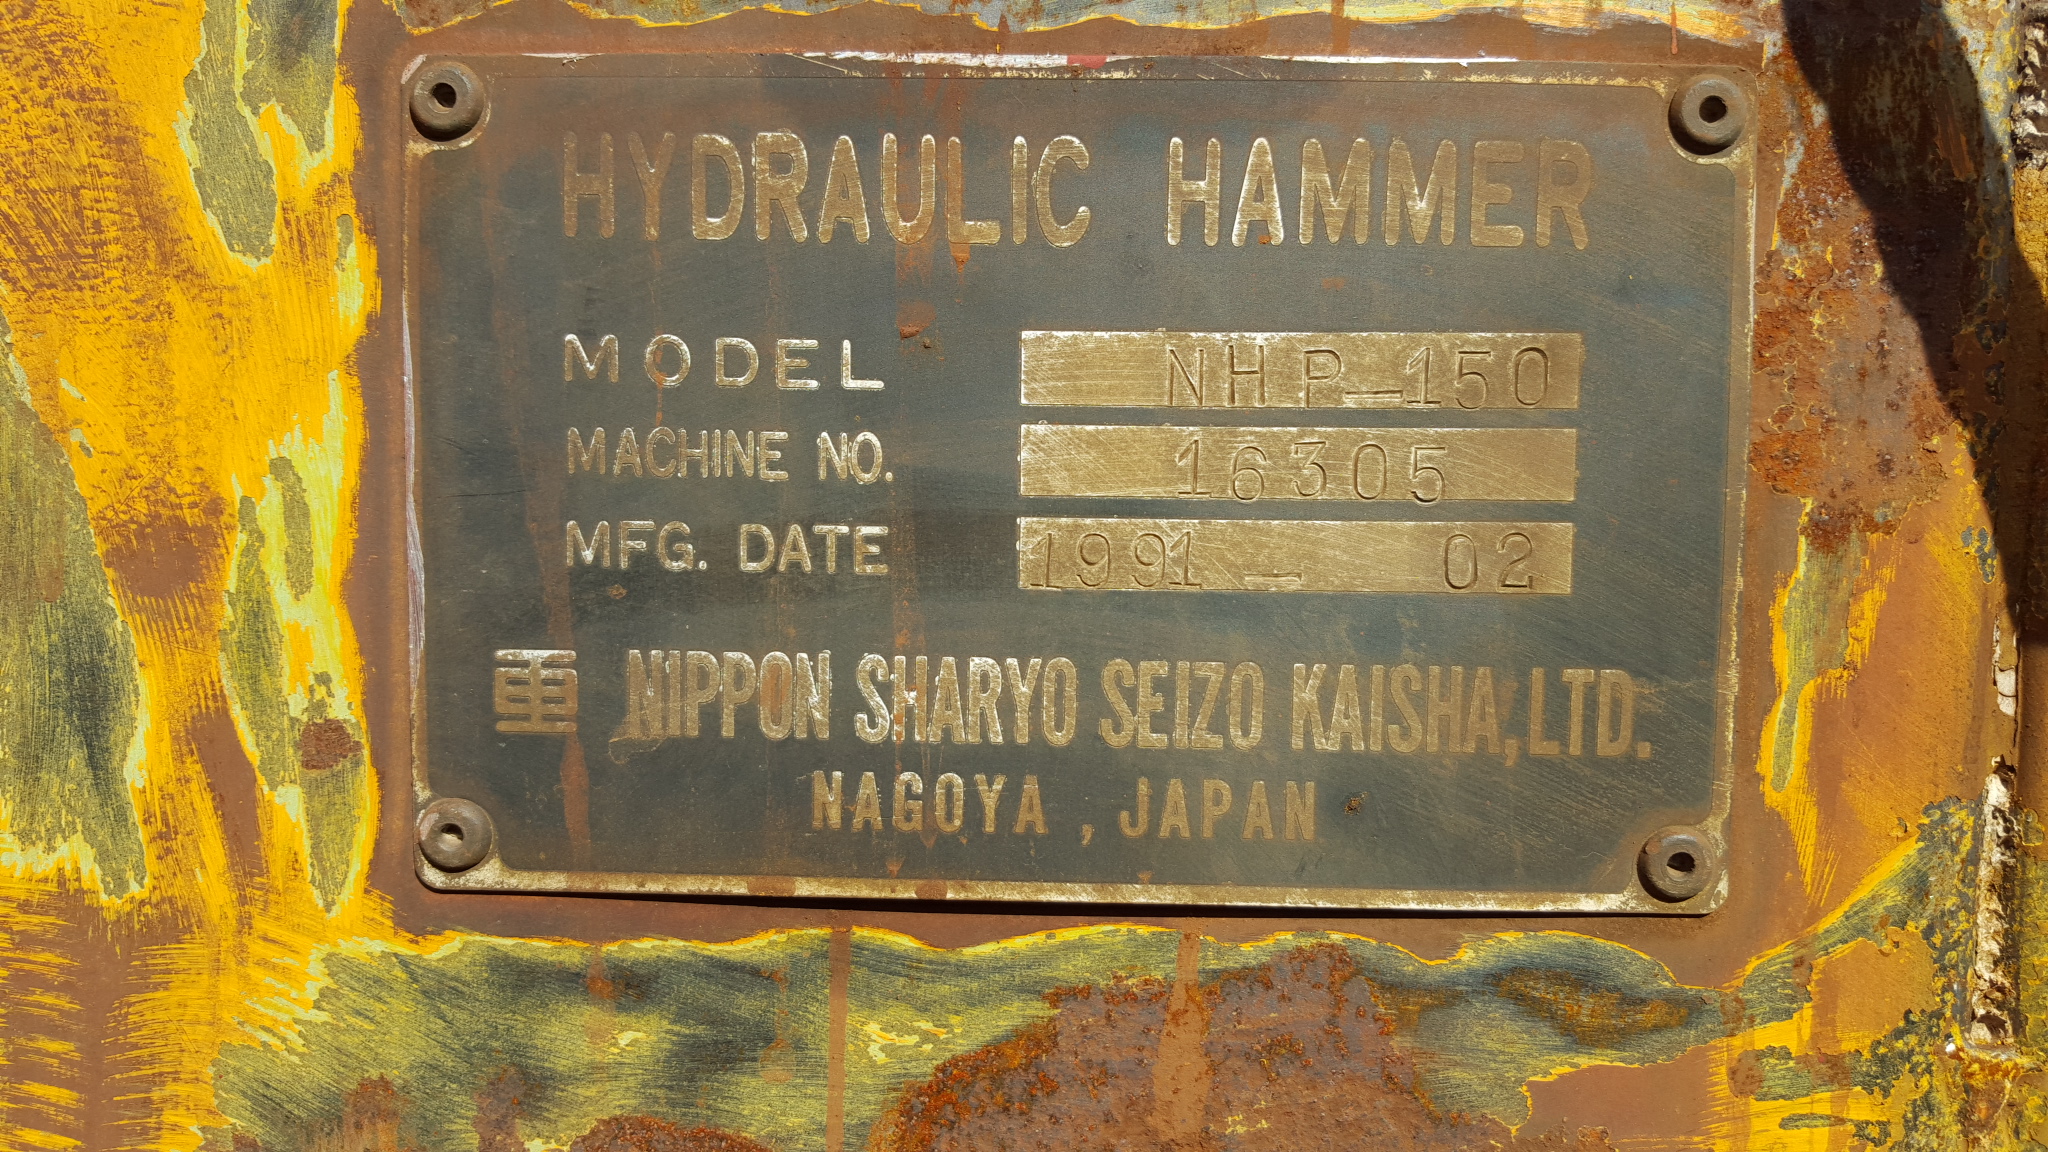 HYDRAULIC HAMMER
MODEL NHP-150
MACHINE NO. 16305
MFG. DATE 1991 - 02
NIPPON SHARYO SEIZO KAISHA, LTD.
NAGOYA, JAPAN